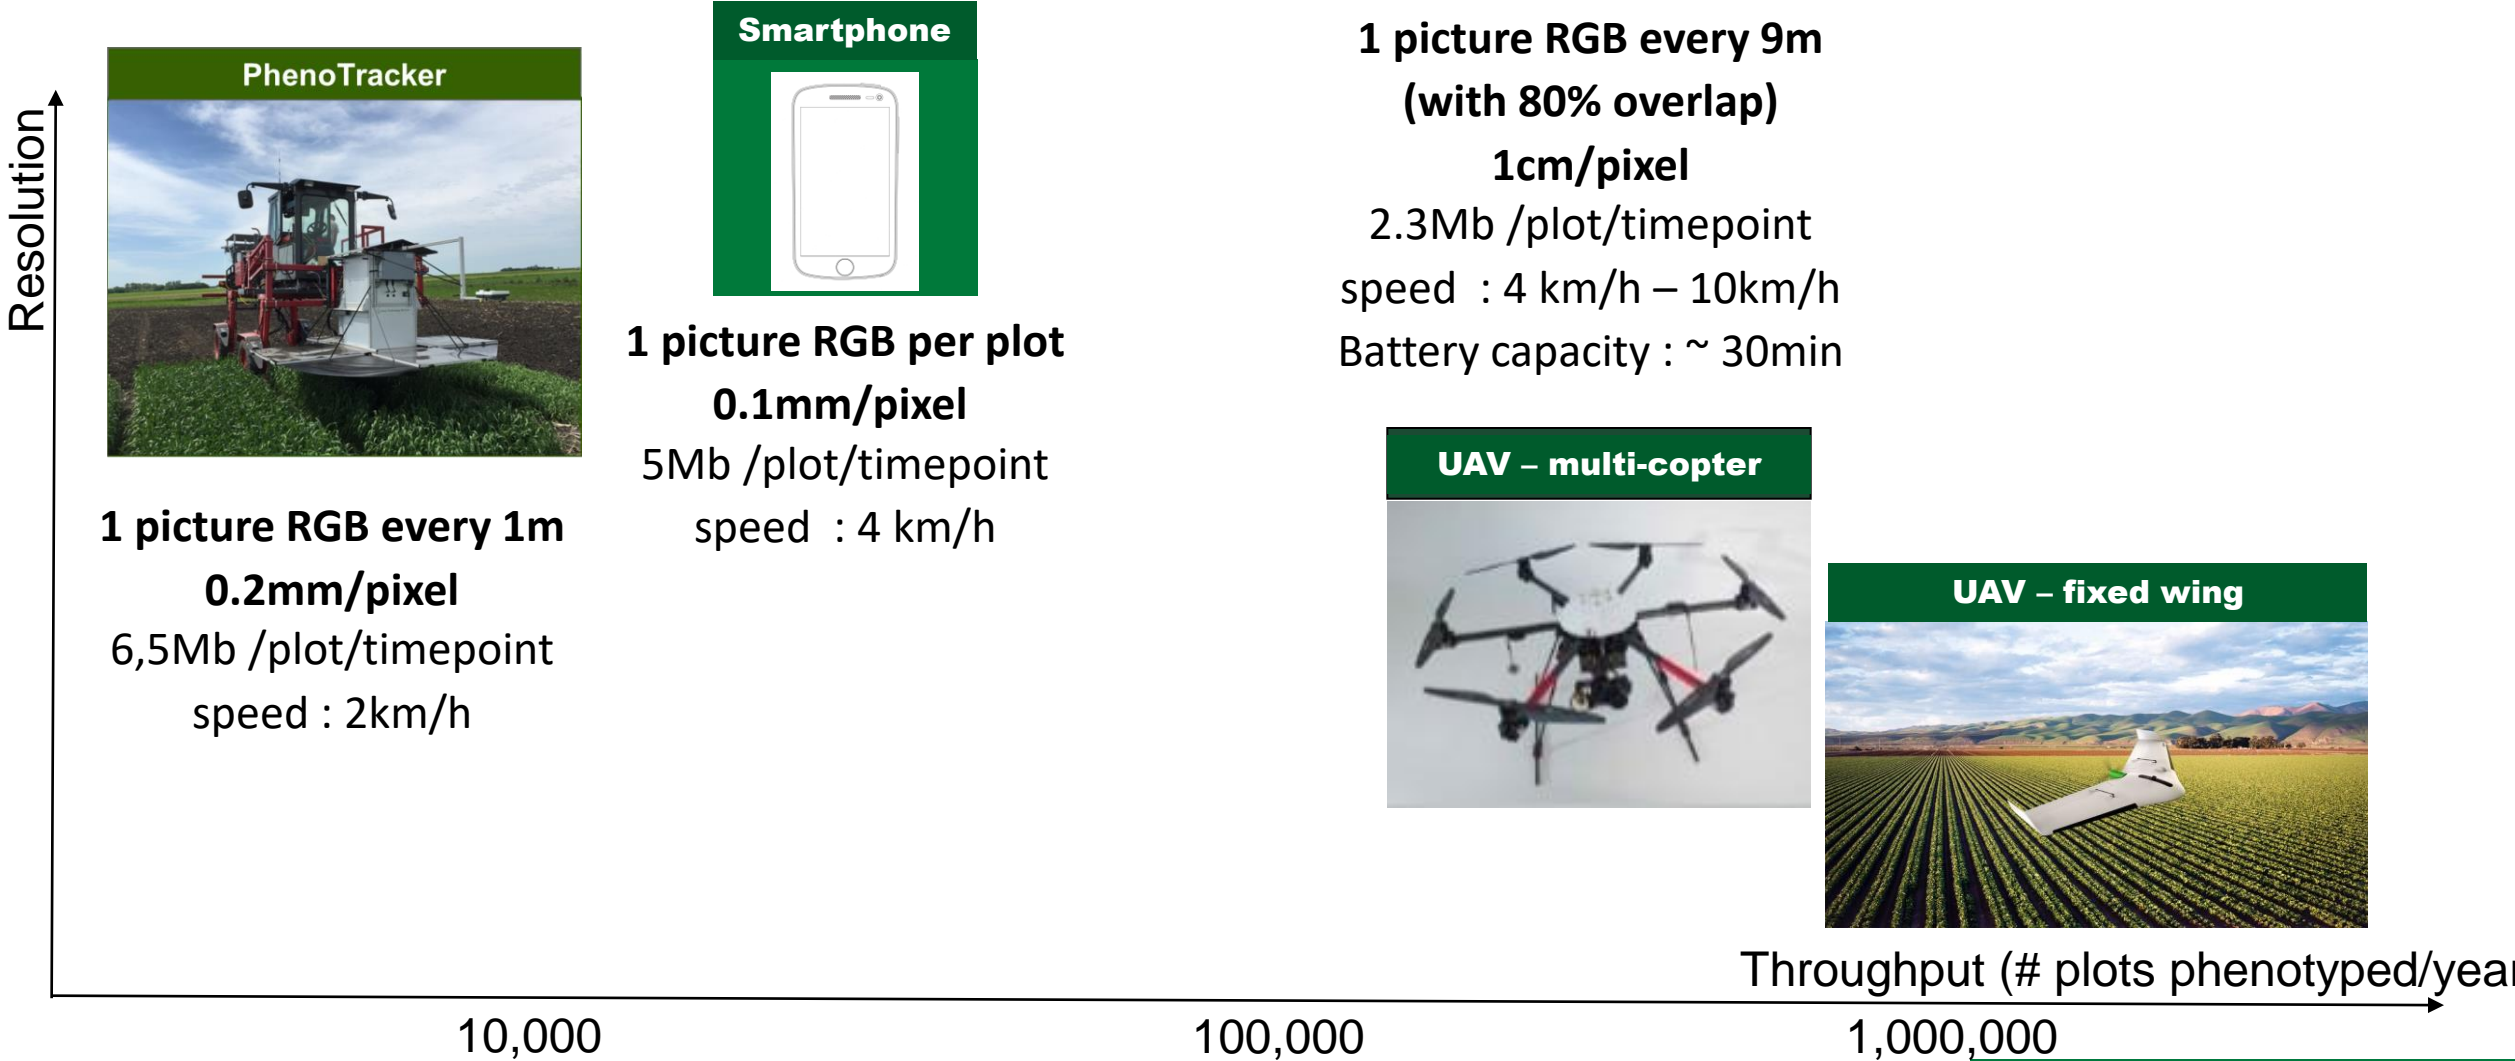 Resolution
PhenoTracker
1 picture RGB every 1m
0.2mm/pixel
6,5Mb /plot/timepoint
speed : 2km/h
Smartphone
1 picture RGB per plot
0.1mm/pixel
5Mb /plot/timepoint
speed : 4 km/h
1 picture RGB every 9m
(with 80% overlap)
1cm/pixel
2.3Mb /plot/timepoint
speed : 4 km/h – 10km/h
Battery capacity : ~ 30min
UAV – multi-copter
UAV – fixed wing
Throughput (# plots phenotyped/year
10,000
100,000
1,000,000